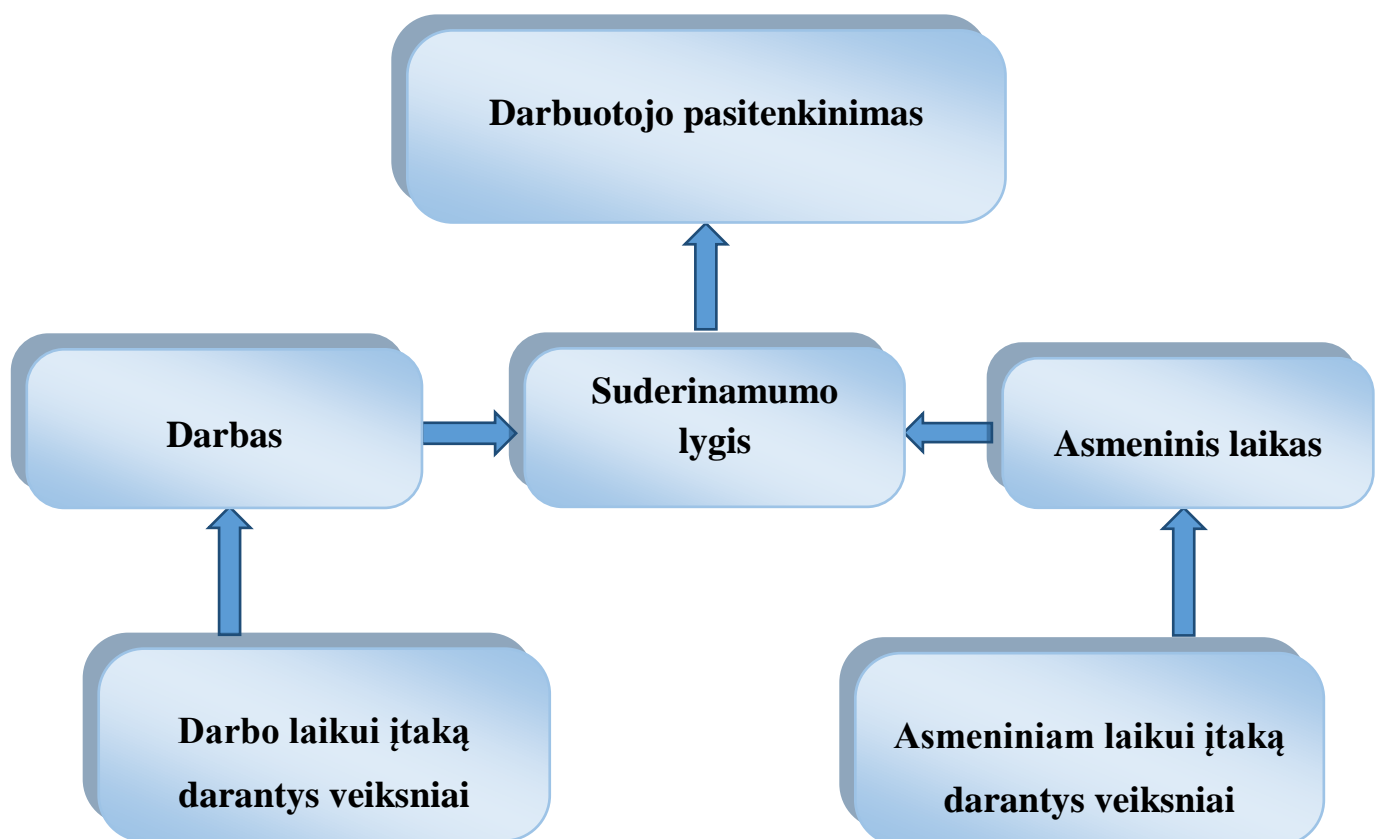 Darbuotojo pasitenkinimas
Darbas
Suderinamumo
lygis
Asmeninis laikas
Darbo laikui įtaką
darantys veiksniai
Asmeniniam laikui įtaką
darantys veiksniai